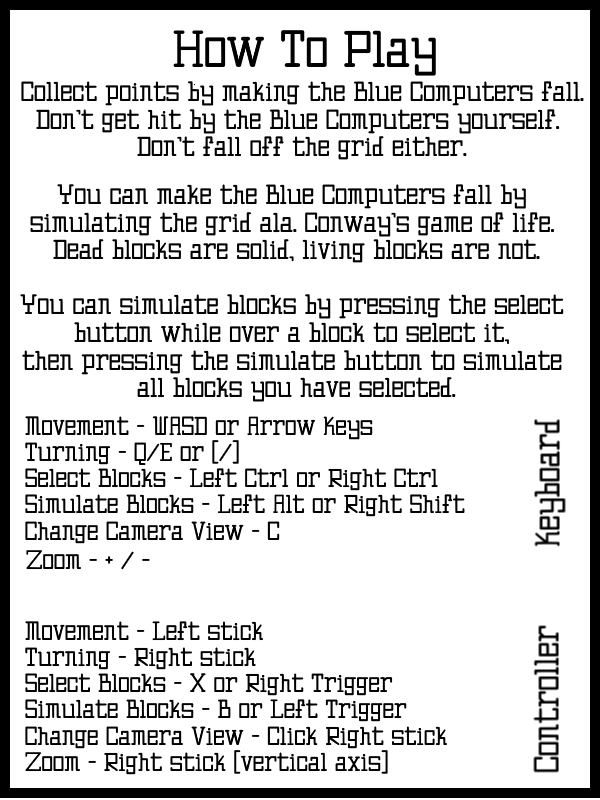 How To Play
Collect points by making the Blue Computers fall.
Don't get hit by the Blue Computers yourself.
Don't fall off the grid either.
You can make the Blue Computers fall by
simulating the grid ala. Conway's game of life.
Dead blocks are solid, living blocks are not.
You can simulate blocks by pressing the select
button while over a block to select it,
then pressing the simulate button to simulate
all blocks you have selected.
Movement - WASD or Arrow Keys
Turning - Q/E or [/]
Select Blocks - Left Ctrl or Right Ctrl
Simulate Blocks - Left Alt or Right Shift
Change Camera View - C
Zoom - + / -
Keyboard
Movement - Left stick
Turning - Right stick
Select Blocks - X or Right Trigger
Simulate Blocks - B or Left Trigger
Change Camera View - Click Right stick
Zoom - Right stick [vertical axis]
Controller